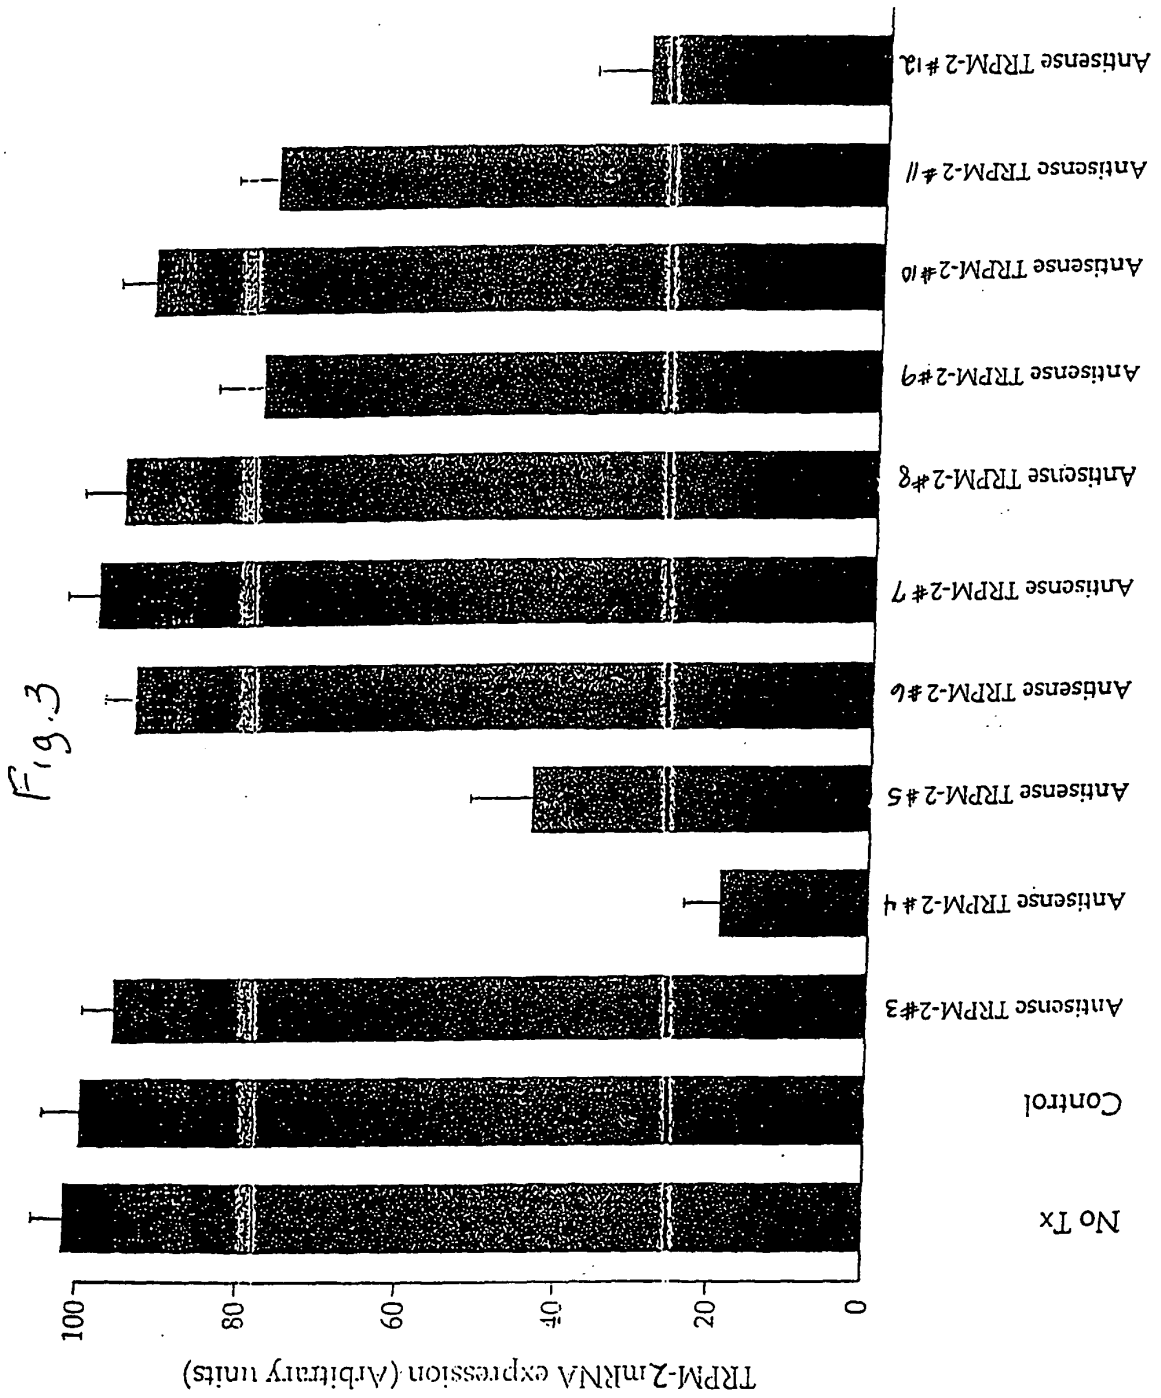 Fig. 3
TRPM-2 mRNA expression (Arbitrary units)
100
80
60
40
20
0
No Tx
Control
Antisense TRPM-2 #3
Antisense TRPM-2 #4
Antisense TRPM-2 #5
Antisense TRPM-2 #6
Antisense TRPM-2 #7
Antisense TRPM-2 #8
Antisense TRPM-2 #9
Antisense TRPM-2 #10
Antisense TRPM-2 #11
Antisense TRPM-2 #12